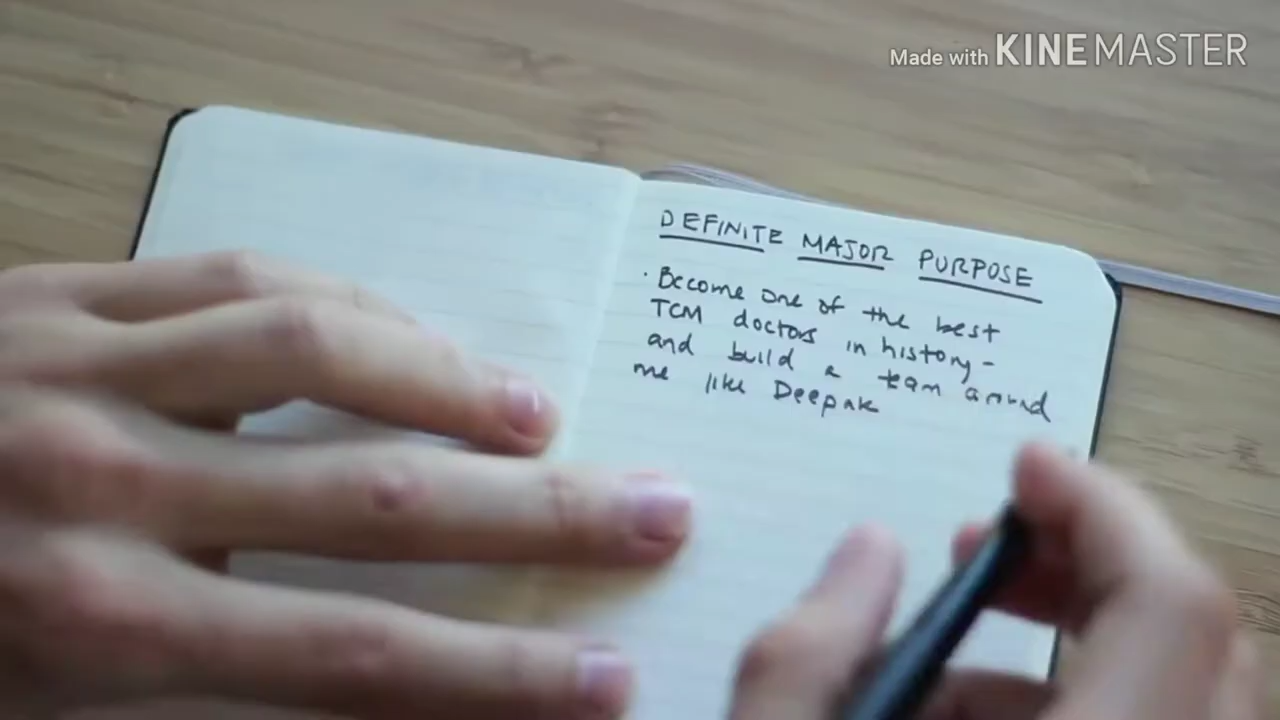 Made with KINEMASTER
DEFINITE MAJOR PURPOSE
· Become one of the best
TCM doctors in history -
and build a team around
me like Deepak